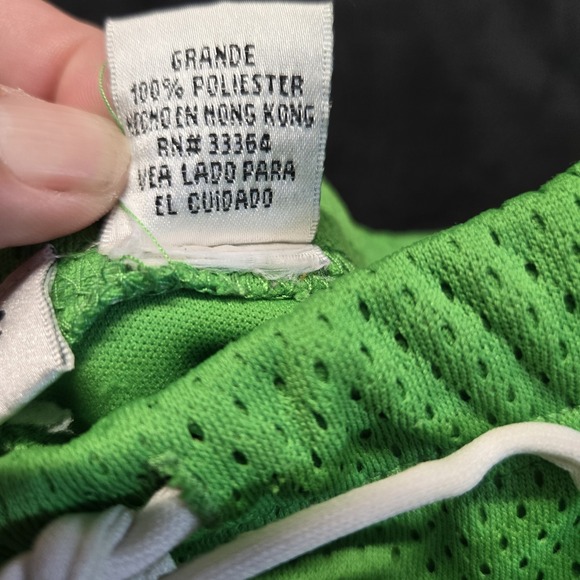 GRANDE
100% POLIESTER
HECHO EN HONG KONG
RN# 33364
VEA LADO PARA
EL CUIDADO